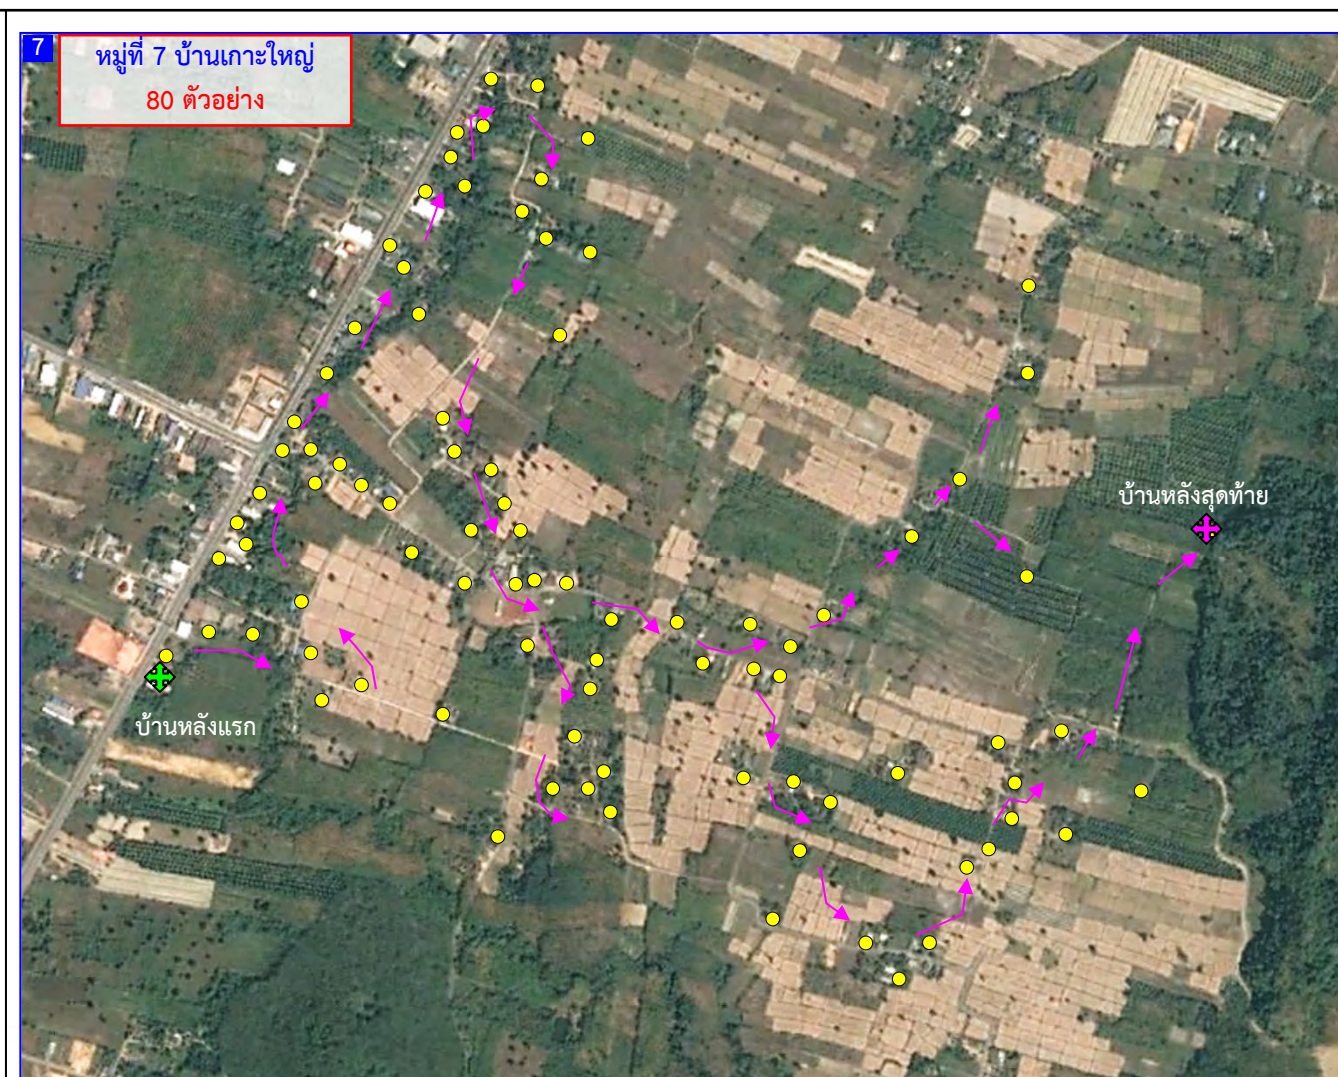 7
หมู่ที่ 7 บ้านเกาะใหญ่
80 ตัวอย่าง
บ้านหลังสุดท้าย
บ้านหลังแรก